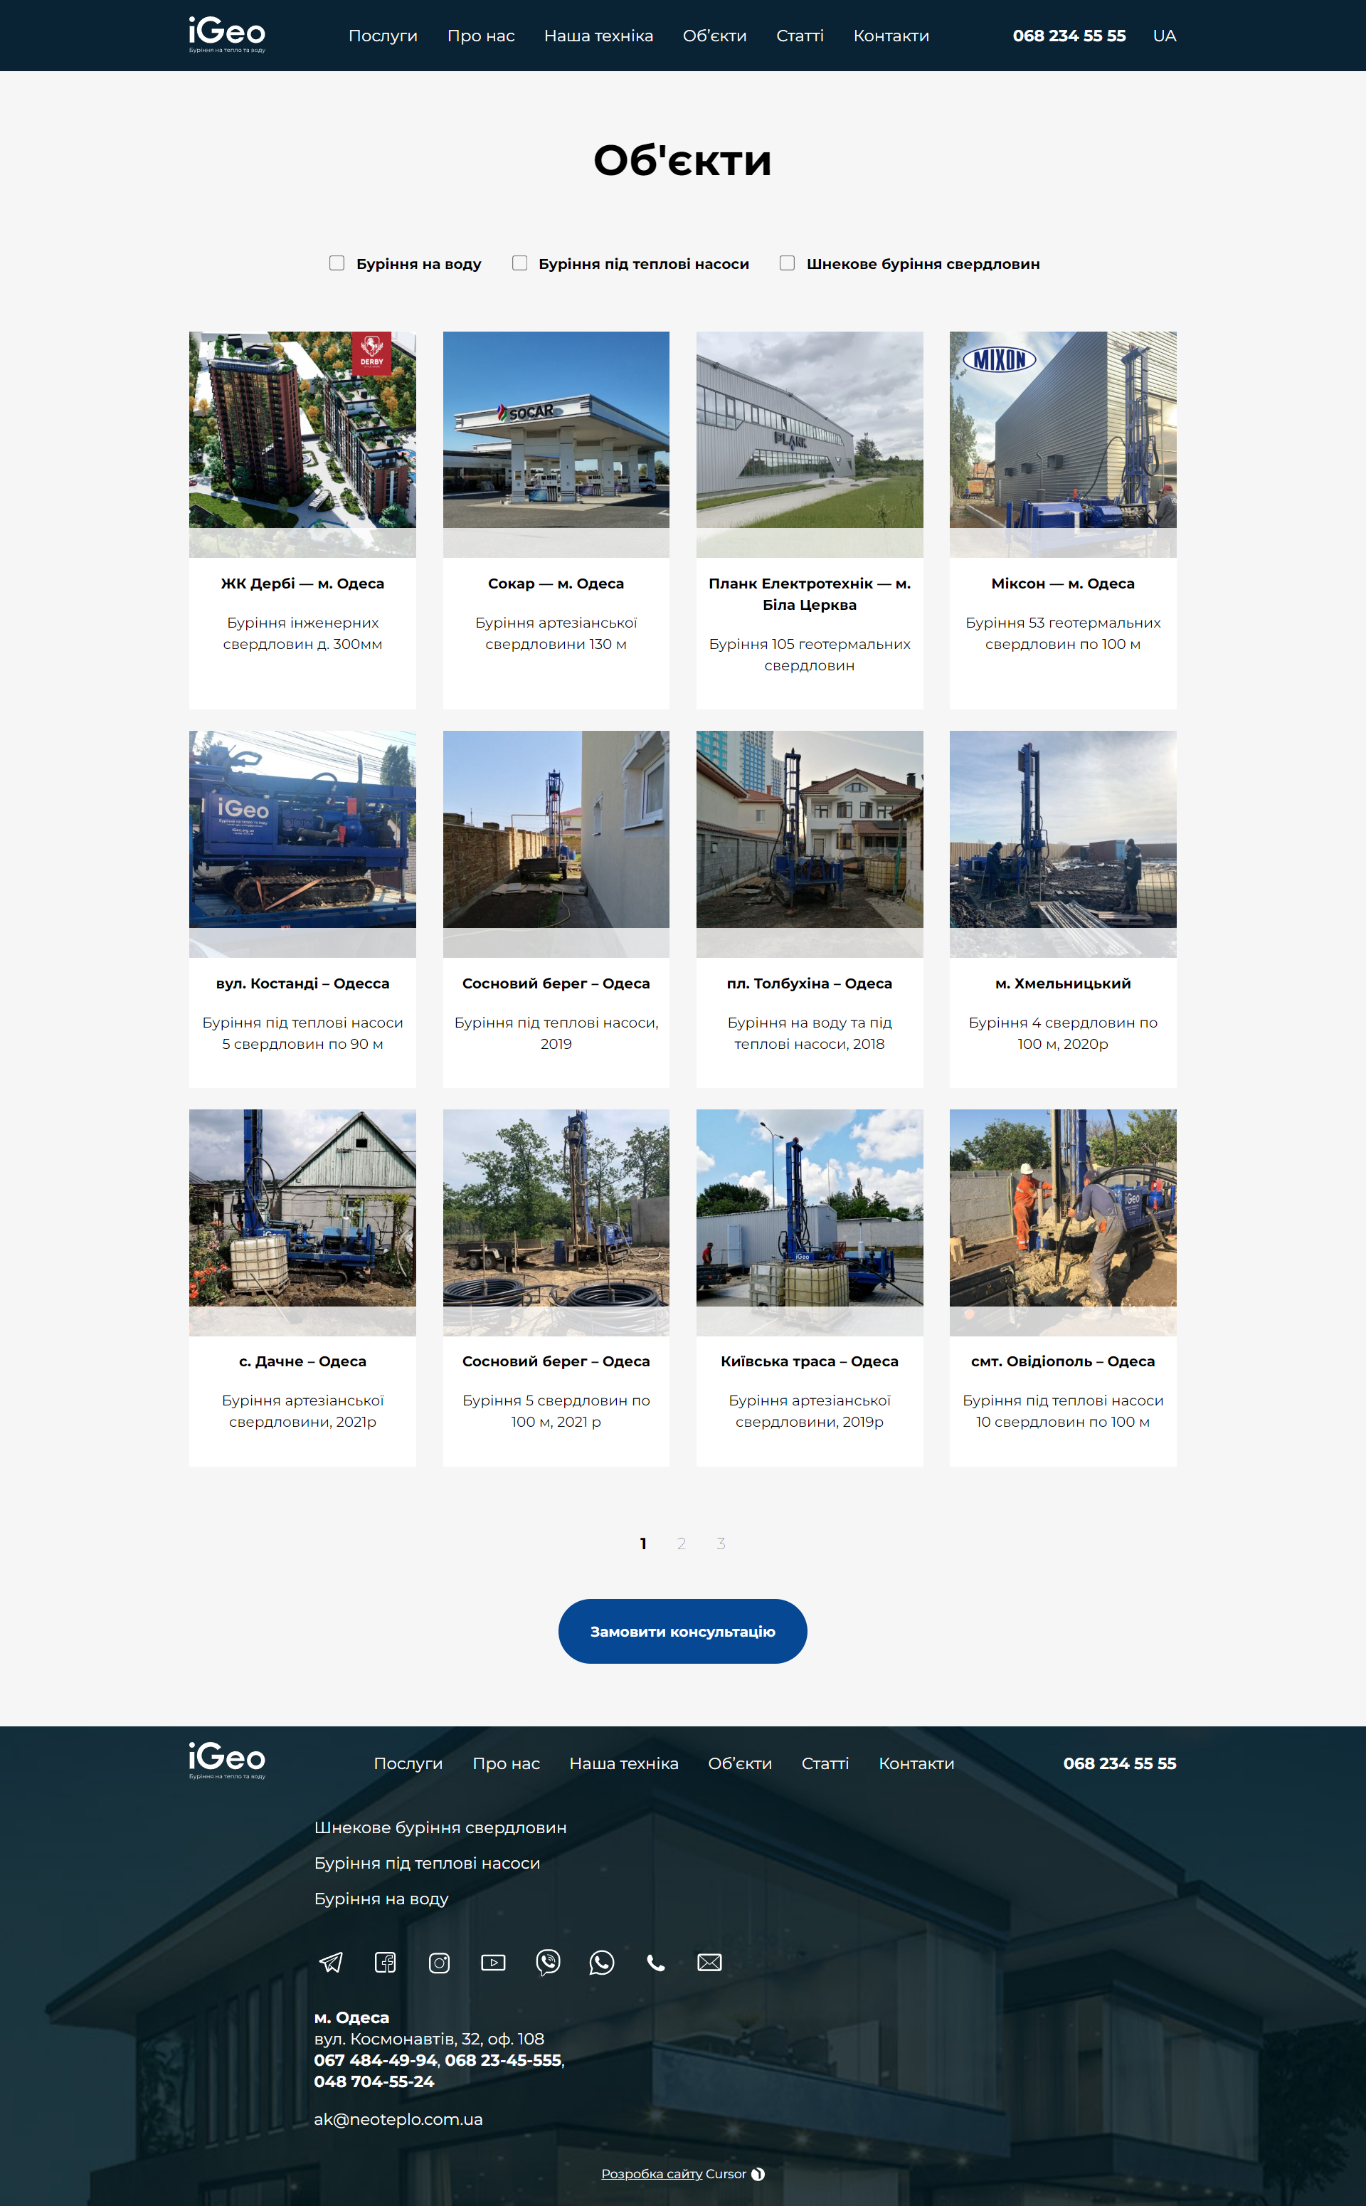 iGeo
Буріння на тепло та воду
Послуги Про нас Наша техніка Об'єкти Статті Контакти 068 234 55 55 UA
Об'єкти
Буріння на воду Буріння під теплові насоси Шнекове буріння свердловин
DERBY
SOCAR
PLANK
MIXON
ЖК Дербі — м. Одеса
Буріння інженерних
свердловин д. 300мм
Сокар — м. Одеса
Буріння артезіанської
свердловини 130 м
Планк Електротехнік — м.
Біла Церква
Буріння 105 геотермальних
свердловин
Міксон — м. Одеса
Буріння 53 геотермальних
свердловин по 100 м
iGeo
вул. Костанді – Одесса
Буріння під теплові насоси
5 свердловин по 90 м
Сосновий берег – Одеса
Буріння під теплові насоси,
2019
пл. Толбухіна – Одеса
Буріння на воду та під
теплові насоси, 2018
м. Хмельницький
Буріння 4 свердловин по
100 м, 2020р
iGeo
iGeo
iGeo
с. Дачне – Одеса
Буріння артезіанської
свердловини, 2021р
Сосновий берег – Одеса
Буріння 5 свердловин по
100 м, 2021 р
Київська траса – Одеса
Буріння артезіанської
свердловини, 2019р
смт. Овідіополь – Одеса
Буріння під теплові насоси
10 свердловин по 100 м
1 2 3
Замовити консультацію
iGeo
Буріння на тепло та воду
Послуги Про нас Наша техніка Об'єкти Статті Контакти 068 234 55 55
Шнекове буріння свердловин
Буріння під теплові насоси
Буріння на воду
м. Одеса
вул. Космонавтів, 32, оф. 108
067 484-49-94, 068 23-45-555,
048 704-55-24
ak@neoteplo.com.ua
Розробка сайту Cursor